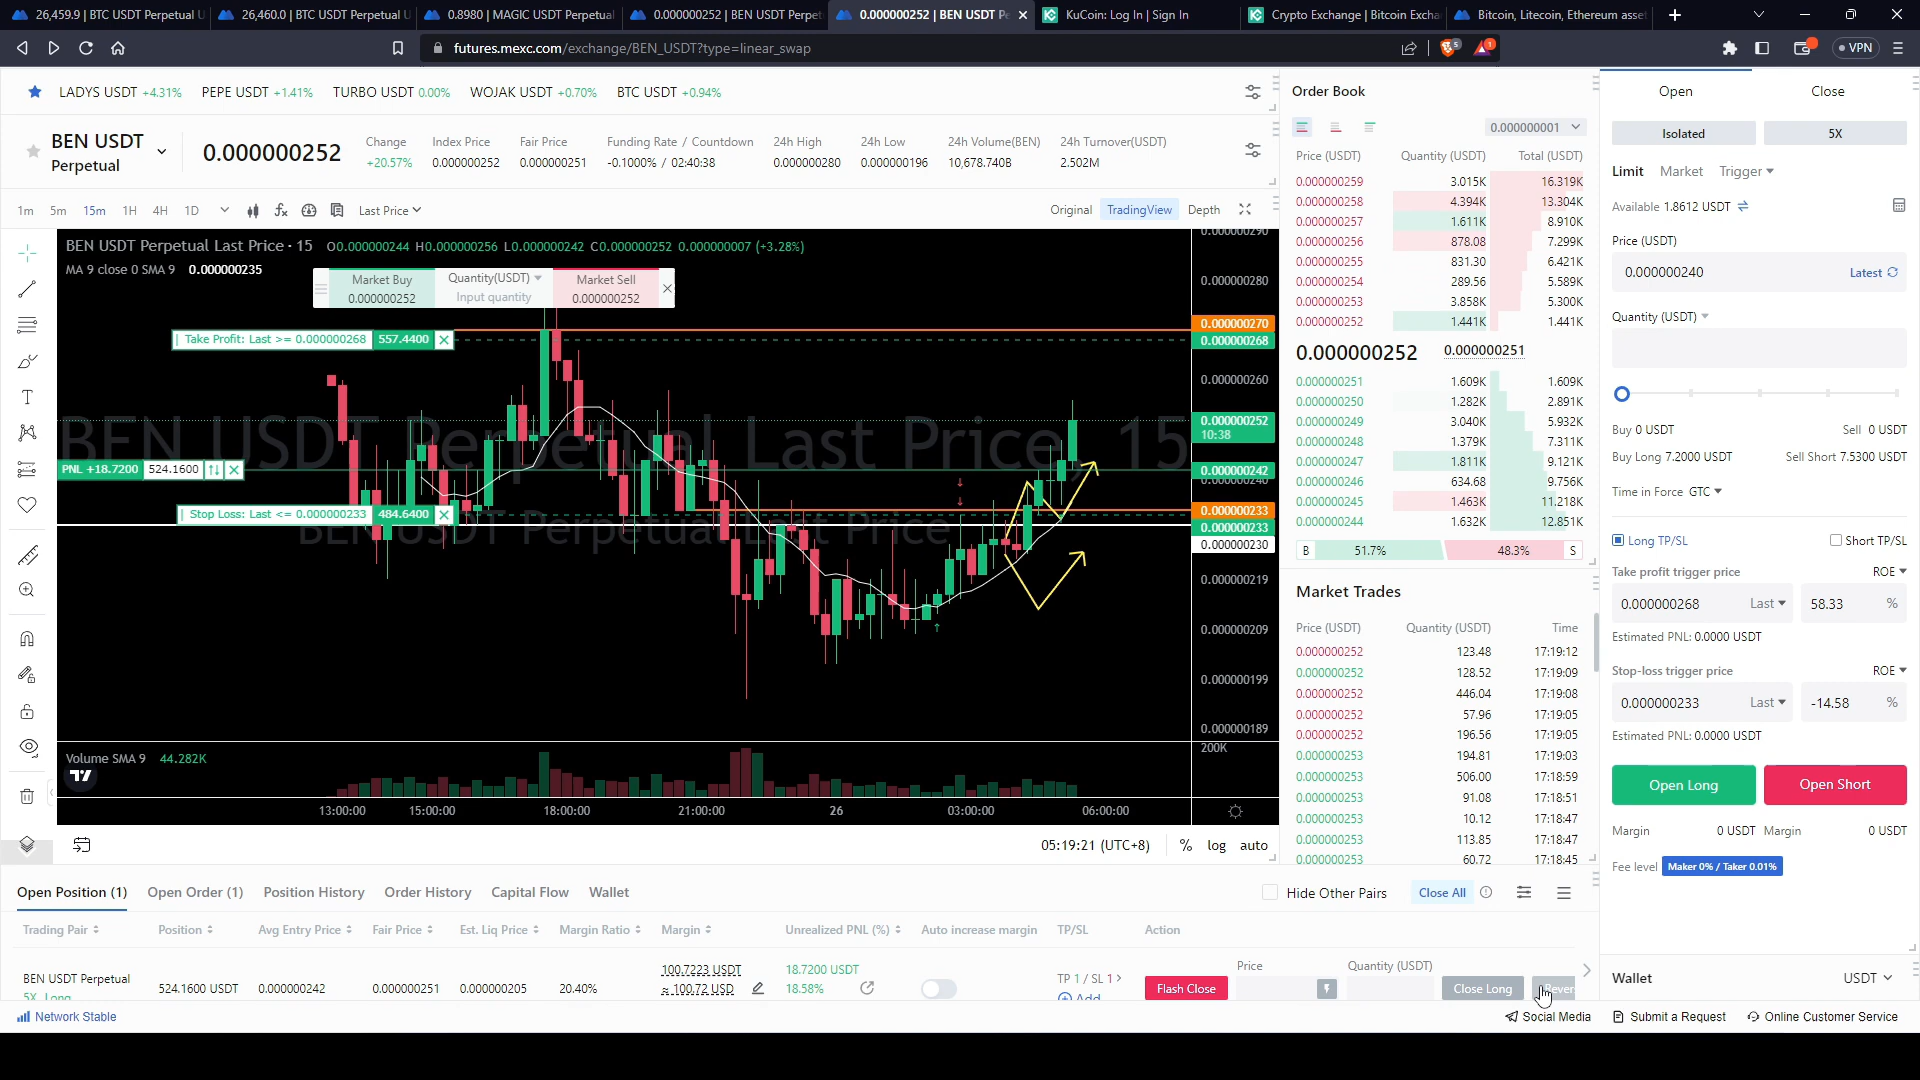 26,459.9 | BTC USDT Perpetual U
26,460.0 | BTC USDT Perpetual U
0.8980 | MAGIC USDT Perpetual
0.000000252 | BEN USDT Perpet
0.000000252 | BEN USDT Pe
KuCoin: Log In | Sign In
Crypto Exchange | Bitcoin Excha
Bitcoin, Litecoin, Ethereum asset
futures.mexc.com/exchange/BEN_USDT?type=linear_swap
VPN
LADYS USDT +4.31% PEPE USDT +1.41% TURBO USDT 0.00% WOJAK USDT +0.70% BTC USDT +0.94%
BEN USDT
Perpetual
0.000000252
Change Index Price Fair Price Funding Rate / Countdown 24h High 24h Low 24h Volume(BEN) 24h Turnover(USDT)
+20.57% 0.000000252 0.000000251 -0.1000% / 02:40:38 0.000000280 0.000000196 10,678.740B 2.502M
1m 5m 15m 1H 4H 1D Last Price Original TradingView Depth
BEN USDT Perpetual Last Price · 15 O0.000000244 H0.000000256 L0.000000242 C0.000000252 0.000000007 (+3.28%)
MA 9 close 0 SMA 9 0.000000235
Market Buy Quantity(USDT) Market Sell
0.000000252 Input quantity 0.000000252
Take Profit: Last >= 0.000000268 557.4400
PNL +18.7200 524.1600
Stop Loss: Last <= 0.000000233 484.6400
BEN USDT Perpetual Last Price, 15
BEN USDT Perpetual Last Price
0.000000290
0.000000280
0.000000270
0.000000268
0.000000260
0.000000252
10:38
0.000000242
0.000000240
0.000000233
0.000000233
0.000000230
0.000000219
0.000000209
0.000000199
0.000000189
200K
Volume SMA 9 44.282K
13:00:00 15:00:00 18:00:00 21:00:00 26 03:00:00 06:00:00
05:19:21 (UTC+8) % log auto
Order Book
0.000000001
Price (USDT) Quantity (USDT) Total (USDT)
0.000000259 3.015K 16.319K
0.000000258 4.394K 13.304K
0.000000257 1.611K 8.910K
0.000000256 878.08 7.299K
0.000000255 831.30 6.421K
0.000000254 289.56 5.589K
0.000000253 3.858K 5.300K
0.000000252 1.441K 1.441K
0.000000252 0.000000251
0.000000251 1.609K 1.609K
0.000000250 1.282K 2.891K
0.000000249 3.040K 5.932K
0.000000248 1.379K 7.311K
0.000000247 1.811K 9.121K
0.000000246 634.68 9.756K
0.000000245 1.463K 11.218K
0.000000244 1.632K 12.851K
B 51.7% 48.3% S
Market Trades
Price (USDT) Quantity (USDT) Time
0.000000252 123.48 17:19:12
0.000000252 128.52 17:19:09
0.000000252 446.04 17:19:08
0.000000252 57.96 17:19:05
0.000000252 196.56 17:19:05
0.000000253 194.81 17:19:03
0.000000253 506.00 17:18:59
0.000000253 91.08 17:18:51
0.000000253 10.12 17:18:47
0.000000253 113.85 17:18:47
0.000000253 60.72 17:18:45
Open Close
Isolated 5X
Limit Market Trigger
Available 1.8612 USDT
Price (USDT)
0.000000240 Latest
Quantity (USDT)
Buy 0 USDT Sell 0 USDT
Buy Long 7.2000 USDT Sell Short 7.5300 USDT
Time in Force GTC
Long TP/SL Short TP/SL
Take profit trigger price ROE
0.000000268 Last 58.33 %
Estimated PNL: 0.0000 USDT
Stop-loss trigger price ROE
0.000000233 Last -14.58 %
Estimated PNL: 0.0000 USDT
Open Long Open Short
Margin 0 USDT Margin 0 USDT
Fee level Maker 0% / Taker 0.01%
Wallet USDT
Open Position (1) Open Order (1) Position History Order History Capital Flow Wallet Hide Other Pairs Close All
Trading Pair Position Avg Entry Price Fair Price Est. Liq Price Margin Ratio Margin Unrealized PNL (%) Auto increase margin TP/SL Action
BEN USDT Perpetual
5X Long
524.1600 USDT 0.000000242 0.000000251 0.000000205 20.40%
100.7223 USDT
≈ 100.72 USD
18.7200 USDT
18.58%
TP 1 / SL 1 >
Add
Flash Close
Price Quantity (USDT)
Close Long Rever
Network Stable
Social Media Submit a Request Online Customer Service